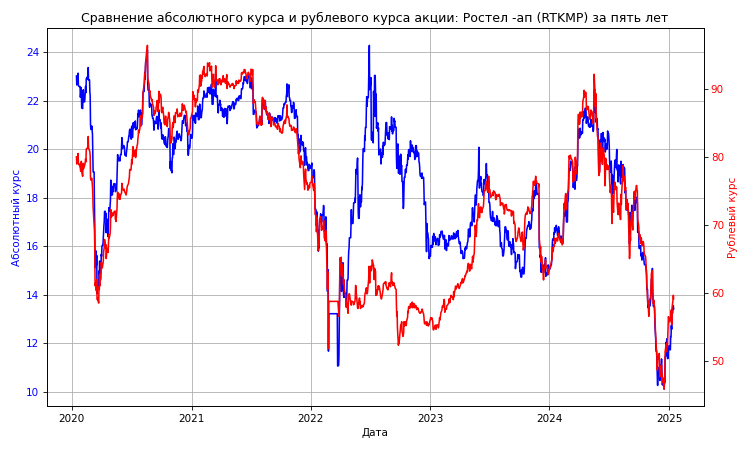 Сравнение абсолютного курса и рублевого курса акции: Ростел -ап (RTKMP) за пять лет
24
22
20
18
16
14
12
10
Абсолютный курс
90
80
70
60
50
Рублевый курс
2020 2021 2022 2023 2024 2025
Дата